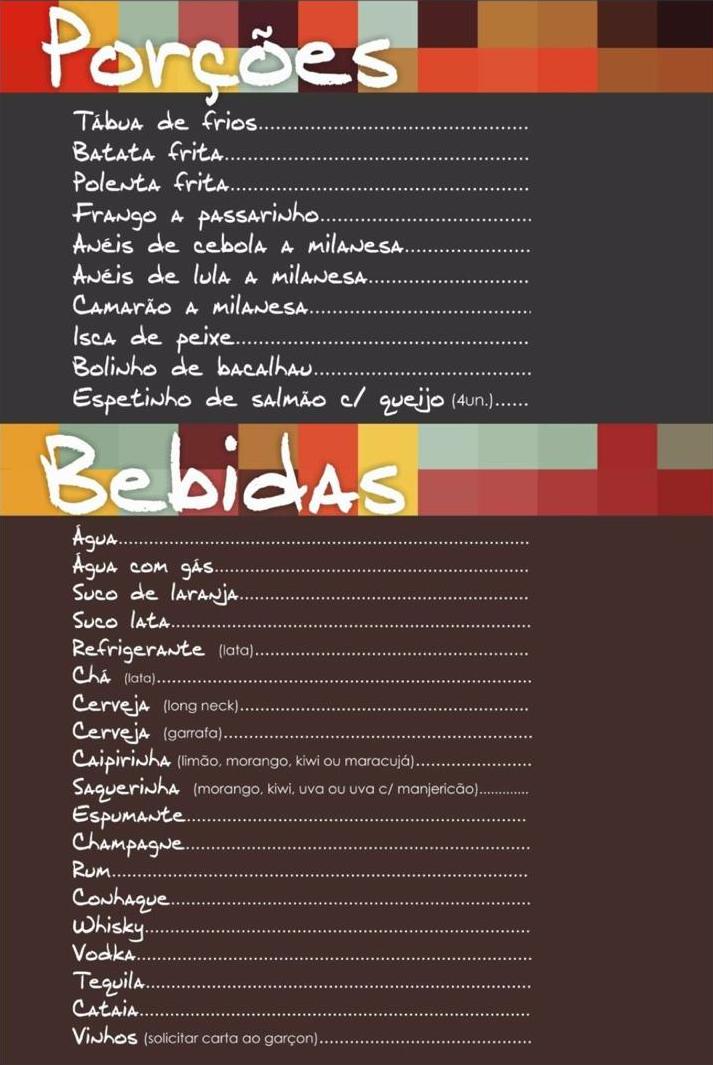 Porções
Tábua de frios
Batata frita
Polenta frita
Frango a passarinho
Anéis de cebola a milanesa
Anéis de lula a milanesa
Camarão a milanesa
Isca de peixe
Bolinho de bacalhau
Espetinho de salmão c/ queijo (4un.)
Bebidas
Água
Água com gás
Suco de laranja
Suco lata
Refrigerante (lata)
Chá (lata)
Cerveja (long neck)
Cerveja (garrafa)
Caipirinha (limão, morango, kiwi ou maracujá)
Saquerinha (morango, kiwi, uva ou uva c/ manjericão)
Espumante
Champagne
Rum
Conhaque
Whisky
Vodka
Tequila
Cataia
Vinhos (solicitar carta ao garçon)